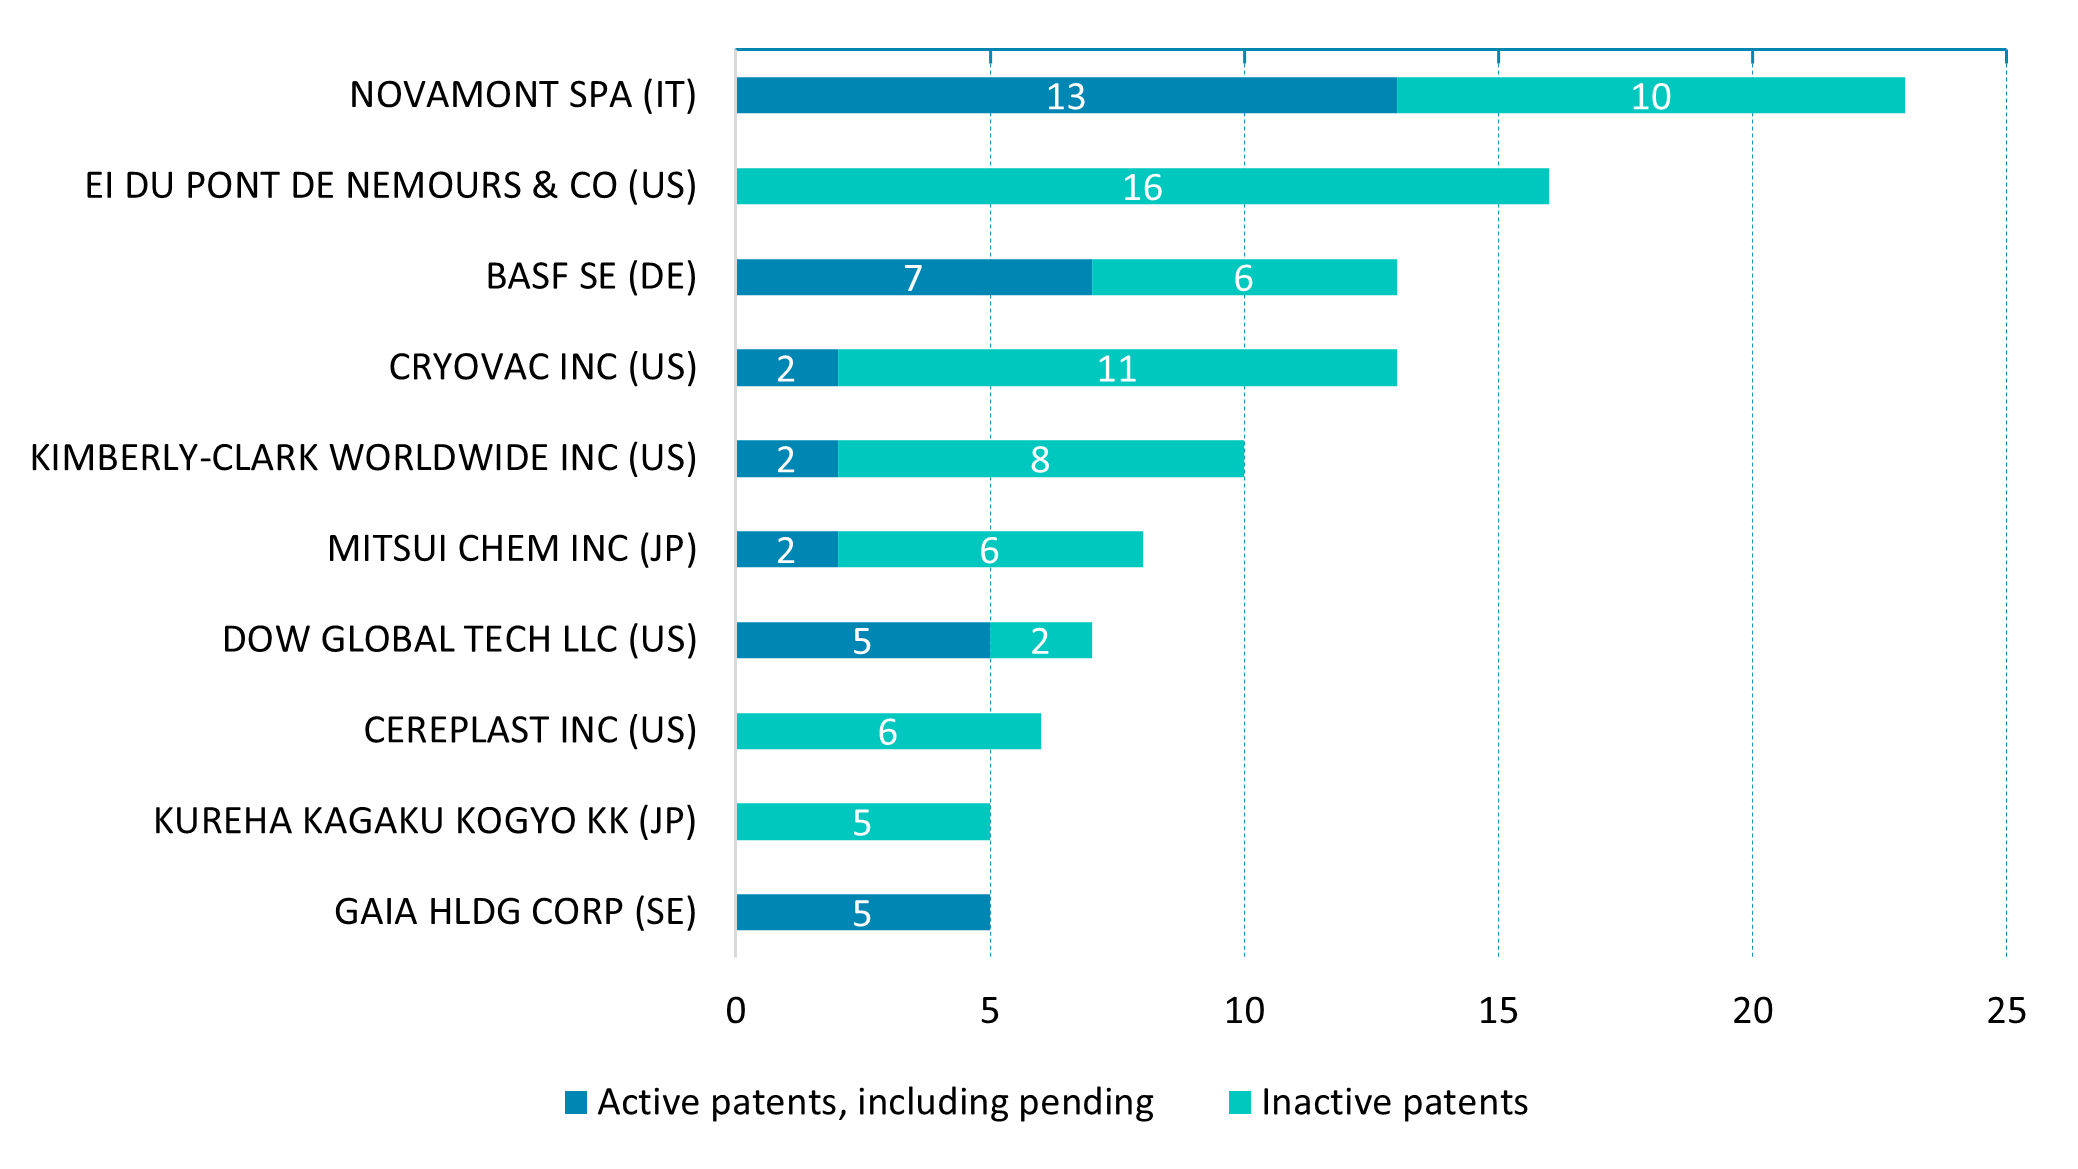 NOVAMONT SPA (IT) 13 10
EI DU PONT DE NEMOURS & CO (US) 16
BASF SE (DE) 7 6
CRYOVAC INC (US) 2 11
KIMBERLY-CLARK WORLDWIDE INC (US) 2 8
MITSUI CHEM INC (JP) 2 6
DOW GLOBAL TECH LLC (US) 5 2
CEREPLAST INC (US) 6
KUREHA KAGAKU KOGYO KK (JP) 5
GAIA HLDG CORP (SE) 5
0 5 10 15 20 25
Active patents, including pending Inactive patents